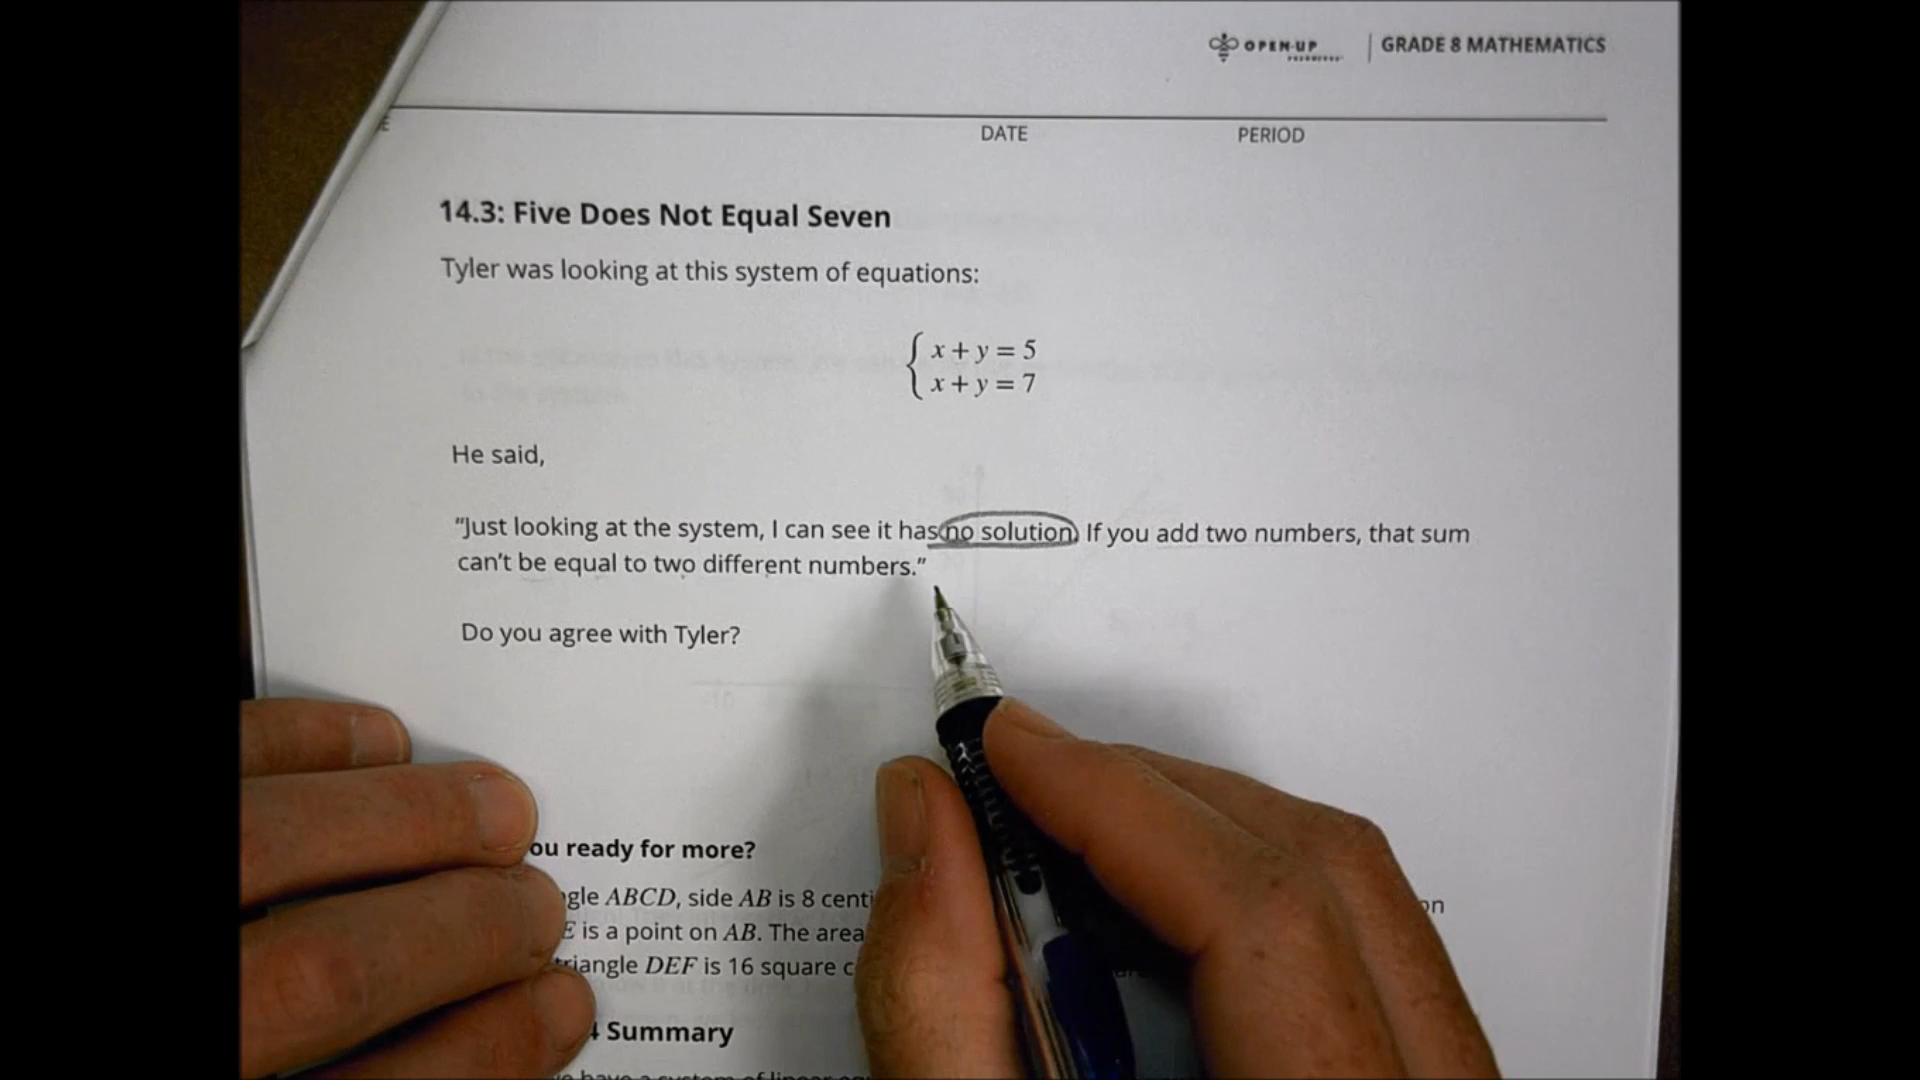 OPEN-UP | GRADE 8 MATHEMATICS
DATE PERIOD
14.3: Five Does Not Equal Seven
Tyler was looking at this system of equations:
x + y = 5
x + y = 7
He said,
"Just looking at the system, I can see it has no solution. If you add two numbers, that sum
can't be equal to two different numbers."
Do you agree with Tyler?
ou ready for more?
gle ABCD, side AB is 8 centi on
E is a point on AB. The area
triangle DEF is 16 square c
4 Summary